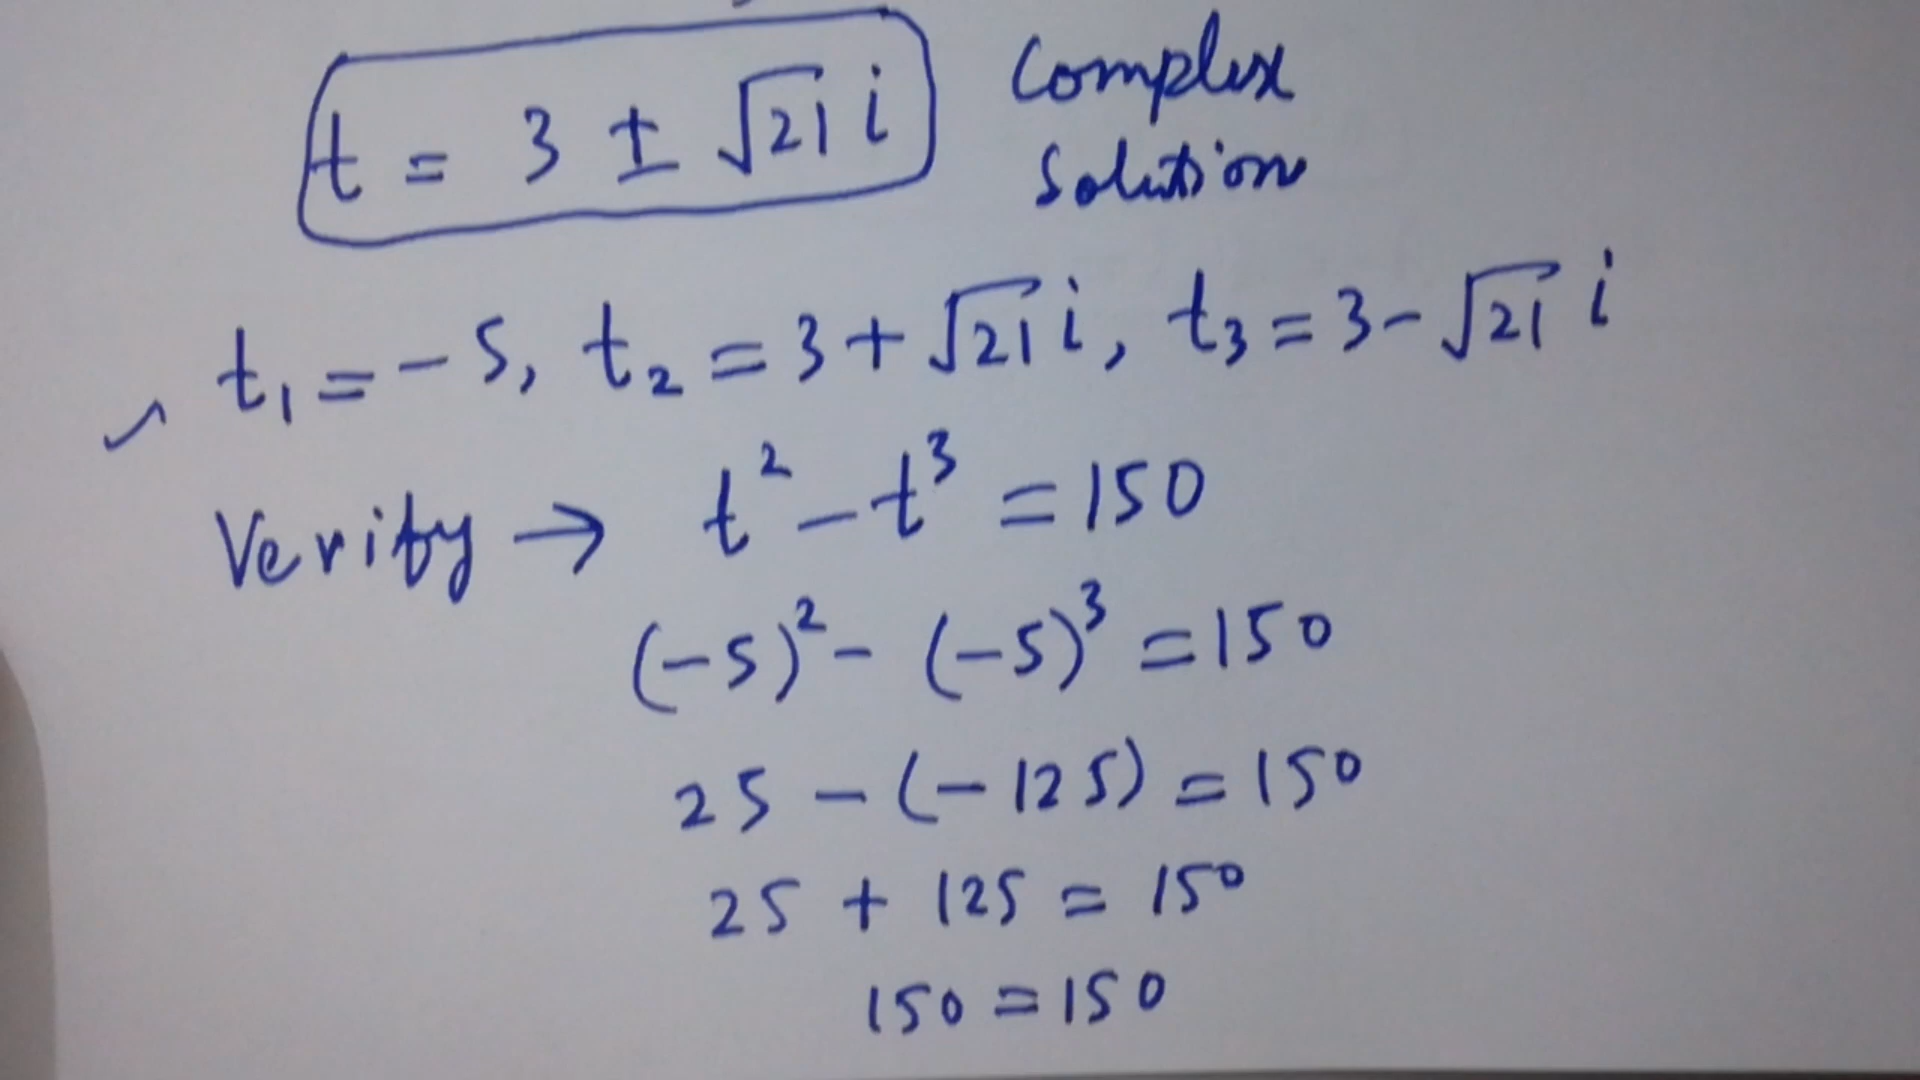 t = 3 ± √21 i Complex
Solution
t₁ = -5, t₂ = 3 + √21 i, t₃ = 3 - √21 i
Verify → t² - t³ = 150
(-5)² - (-5)³ = 150
25 - (-125) = 150
25 + 125 = 150
150 = 150